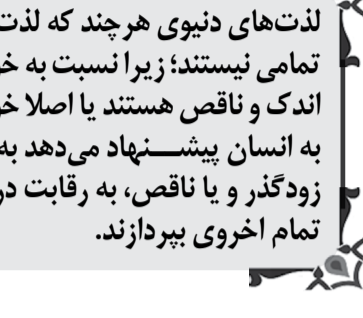 لذت‌های دنیوی هرچند که لذت
تمامی نیستند؛ زیرا نسبت به
اندک و ناقص هستند یا اصلا
به انسان پیشــنهاد می‌دهد به
زودگذر و یا ناقص، به رقابت در
تمام اخروی بپردازند.